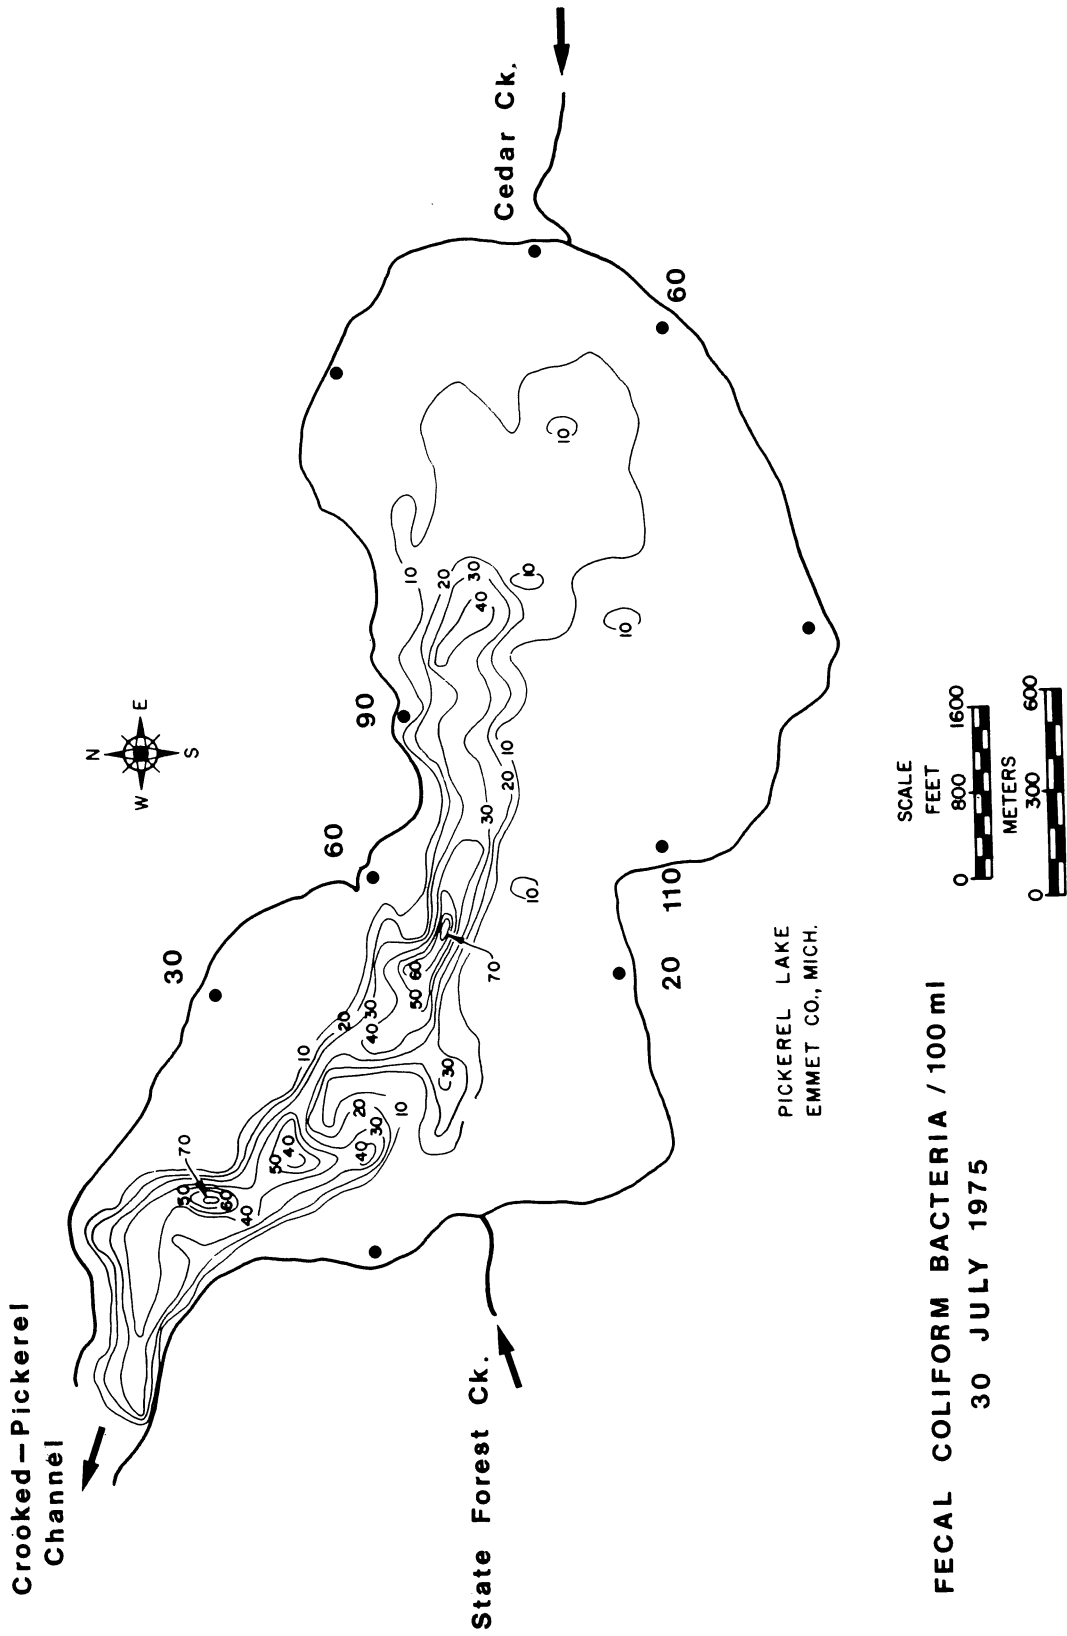 Crooked–Pickerel
Channel
State Forest Ck.
Cedar Ck.
N
W
E
S
30
60
90
60
20
110
70
50
60
40
50
40
40
30
20
10
10
20
30
40
50
60
70
30
10
10
20
30
40
10
10
20
30
10
10
10
PICKEREL LAKE
EMMET CO., MICH.
SCALE
FEET
0 800 1600
METERS
0 300 600
FECAL COLIFORM BACTERIA / 100 ml
30 JULY 1975